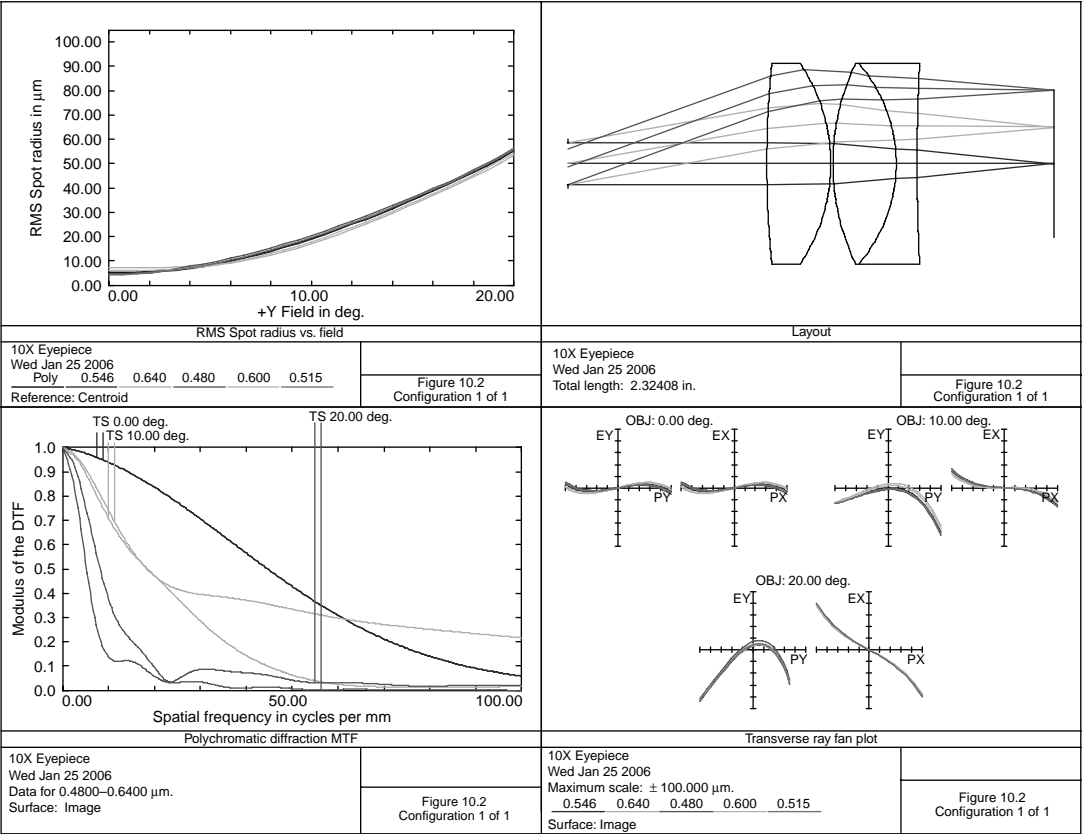 100.00
90.00
80.00
70.00
60.00
50.00
40.00
30.00
20.00
10.00
0.00
RMS Spot radius in μm
0.00 10.00 20.00
+Y Field in deg.
RMS Spot radius vs. field
10X Eyepiece
Wed Jan 25 2006
Poly 0.546 0.640 0.480 0.600 0.515
Reference: Centroid
Figure 10.2
Configuration 1 of 1
Layout
10X Eyepiece
Wed Jan 25 2006
Total length: 2.32408 in.
Figure 10.2
Configuration 1 of 1
TS 0.00 deg.
TS 10.00 deg.
TS 20.00 deg.
1.0
0.9
0.8
0.7
0.6
0.5
0.4
0.3
0.2
0.1
0.0
Modulus of the DTF
0.00 50.00 100.00
Spatial frequency in cycles per mm
Polychromatic diffraction MTF
10X Eyepiece
Wed Jan 25 2006
Data for 0.4800–0.6400 μm.
Surface: Image
Figure 10.2
Configuration 1 of 1
OBJ: 0.00 deg.
EY EX
PY PX
OBJ: 10.00 deg.
EY EX
PY PX
OBJ: 20.00 deg.
EY EX
PY PX
Transverse ray fan plot
10X Eyepiece
Wed Jan 25 2006
Maximum scale: ± 100.000 μm.
0.546 0.640 0.480 0.600 0.515
Surface: Image
Figure 10.2
Configuration 1 of 1